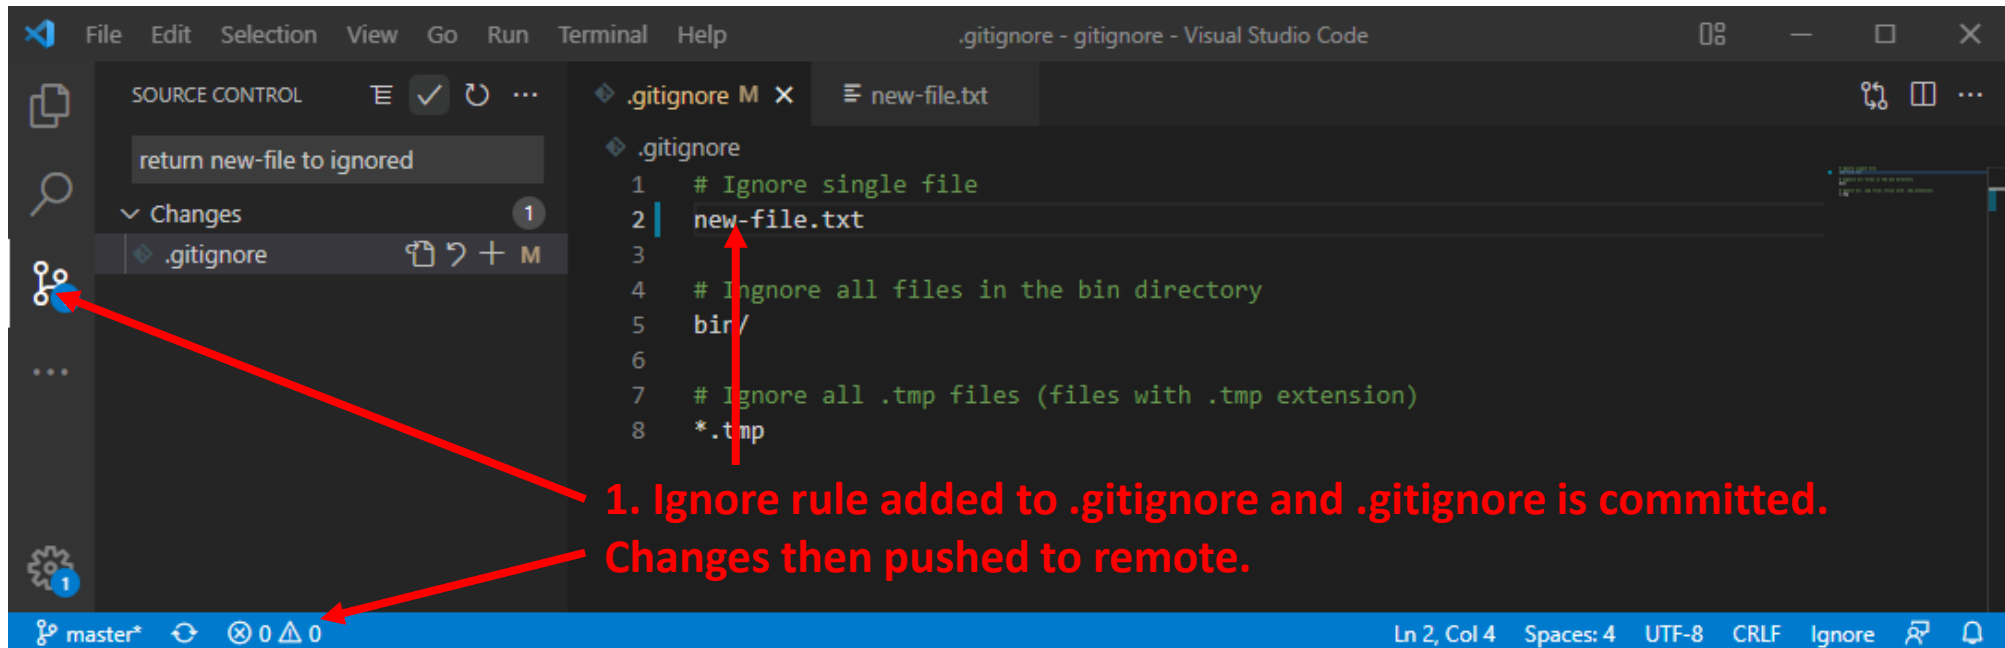 File Edit Selection View Go Run Terminal Help .gitignore - gitignore - Visual Studio Code
SOURCE CONTROL
.gitignore M
new-file.txt
return new-file to ignored
Changes 1
.gitignore M
.gitignore
1 # Ignore single file
2 new-file.txt
3
4 # Ingnore all files in the bin directory
5 bin/
6
7 # Ignore all .tmp files (files with .tmp extension)
8 *.tmp
1. Ignore rule added to .gitignore and .gitignore is committed.
Changes then pushed to remote.
1
master* 0 0 Ln 2, Col 4 Spaces: 4 UTF-8 CRLF Ignore